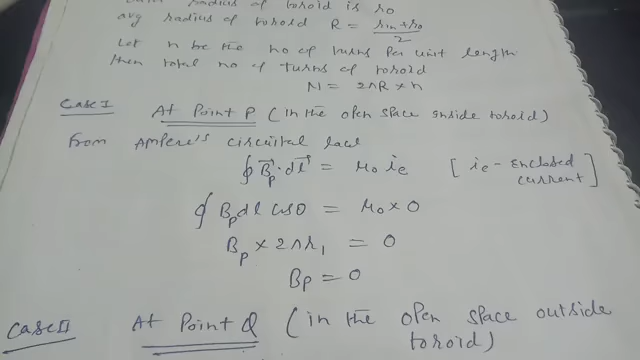 radius of toroid is r0
avg radius of toroid R = (rin + r0)/2
Let n be the no of turns per unit length
then total no of turns of toroid
N = 2πR × n
Case I At Point P (in the open space inside toroid)
From Ampere's circuital law
∮ B⃗p · dl⃗ = μ0 ie [ie - enclosed current]
∮ Bp dl cosθ = μ0 × 0
Bp × 2πr1 = 0
Bp = 0
Case II At Point Q (in the open space outside toroid)